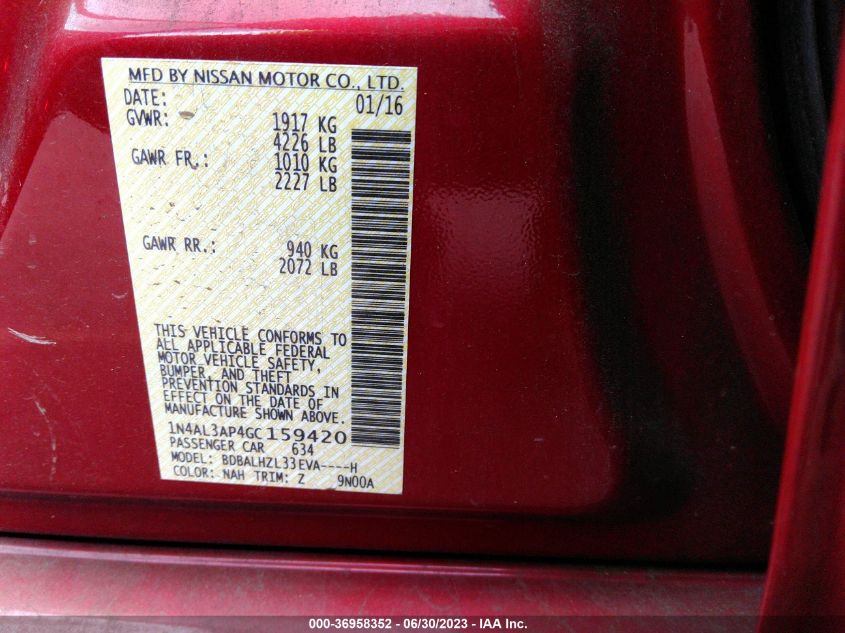 MFD BY NISSAN MOTOR CO., LTD.
DATE: 01/16
GVWR: 1917 KG
4226 LB
GAWR FR.: 1010 KG
2227 LB
GAWR RR.: 940 KG
2072 LB
THIS VEHICLE CONFORMS TO
ALL APPLICABLE FEDERAL
MOTOR VEHICLE SAFETY,
BUMPER, AND THEFT
PREVENTION STANDARDS IN
EFFECT ON THE DATE OF
MANUFACTURE SHOWN ABOVE.
1N4AL3AP4GC159420
PASSENGER CAR 634
MODEL: BDBALHZL33EVA----H
COLOR: NAH TRIM: Z 9N00A
000-36958352 - 06/30/2023 - IAA Inc.